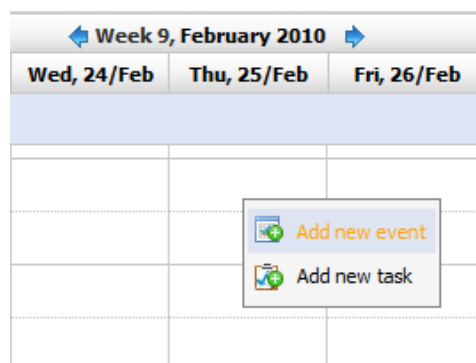 Week 9, February 2010
Wed, 24/Feb Thu, 25/Feb Fri, 26/Feb
Add new event
Add new task